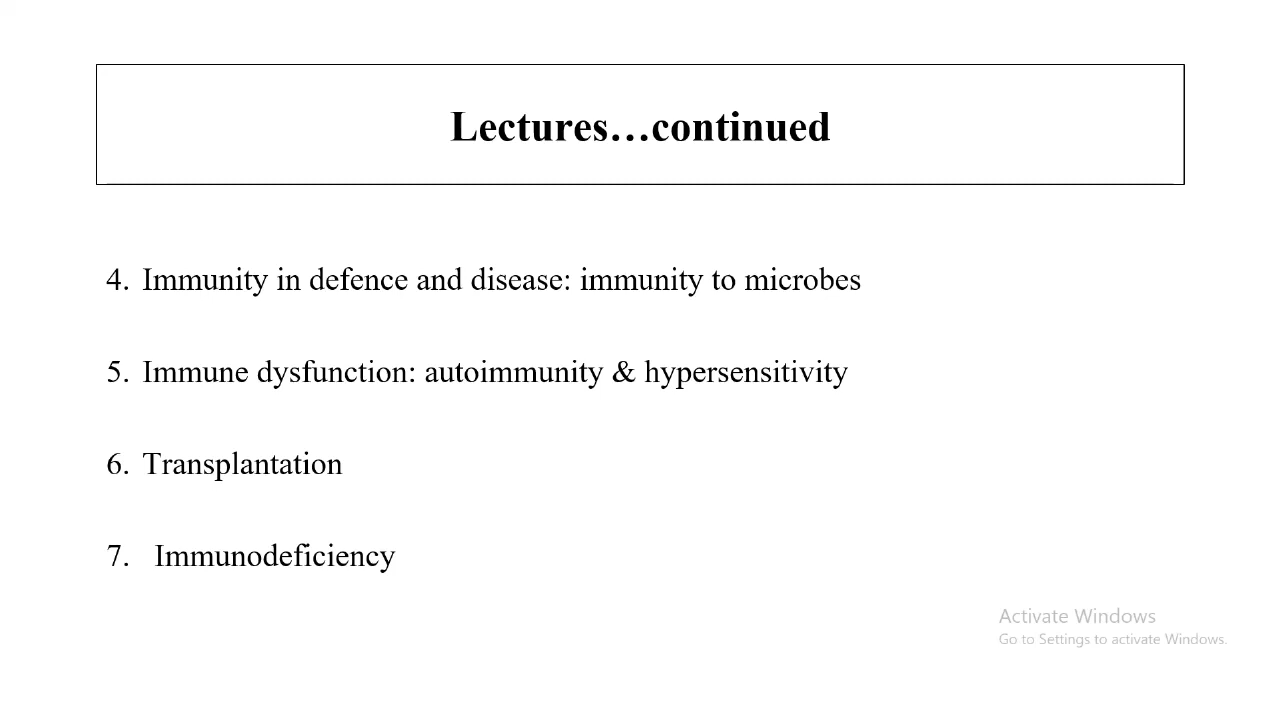 Lectures…continued
4. Immunity in defence and disease: immunity to microbes
5. Immune dysfunction: autoimmunity & hypersensitivity
6. Transplantation
7. Immunodeficiency
Activate Windows
Go to Settings to activate Windows.